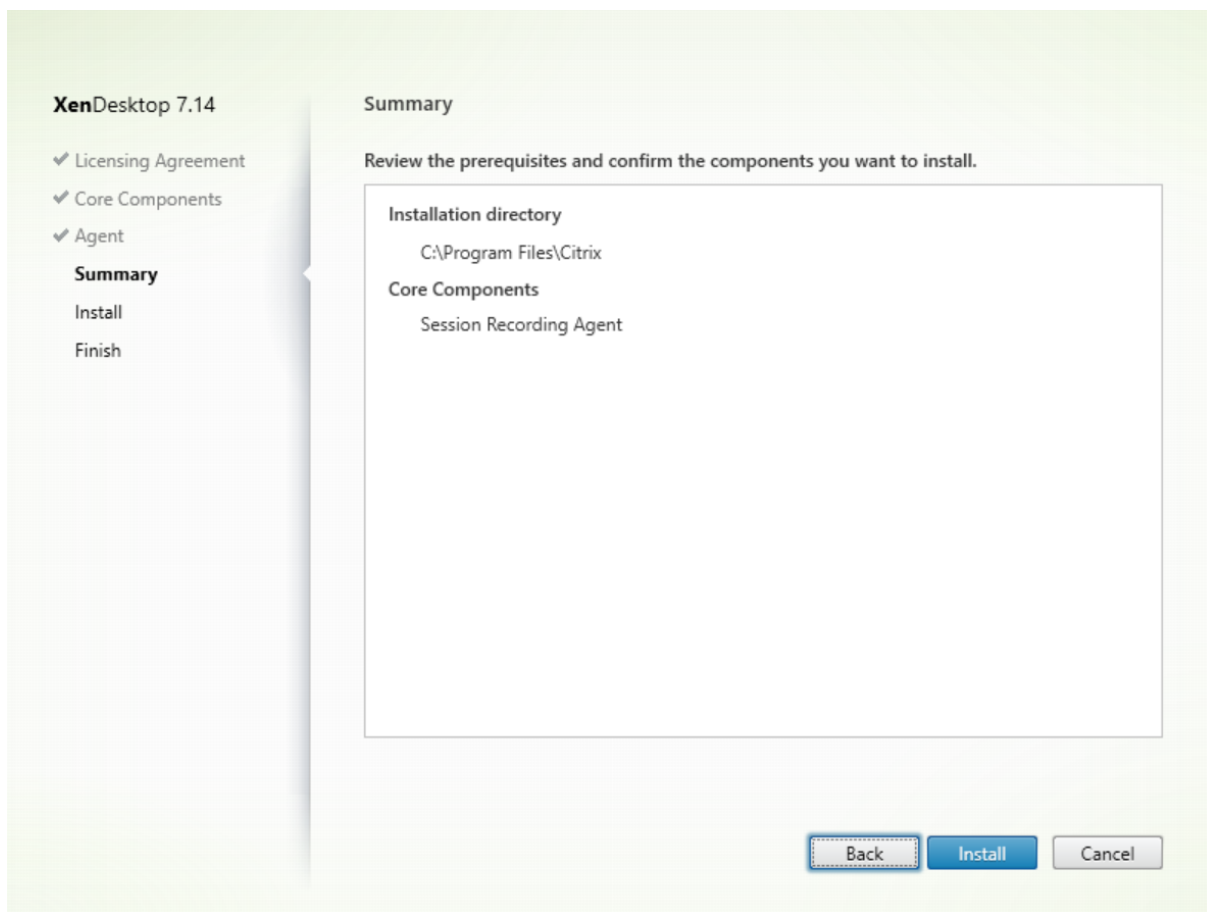 XenDesktop 7.14
Licensing Agreement
Core Components
Agent
Summary
Install
Finish
Summary
Review the prerequisites and confirm the components you want to install.
Installation directory
C:\Program Files\Citrix
Core Components
Session Recording Agent
Back Install Cancel